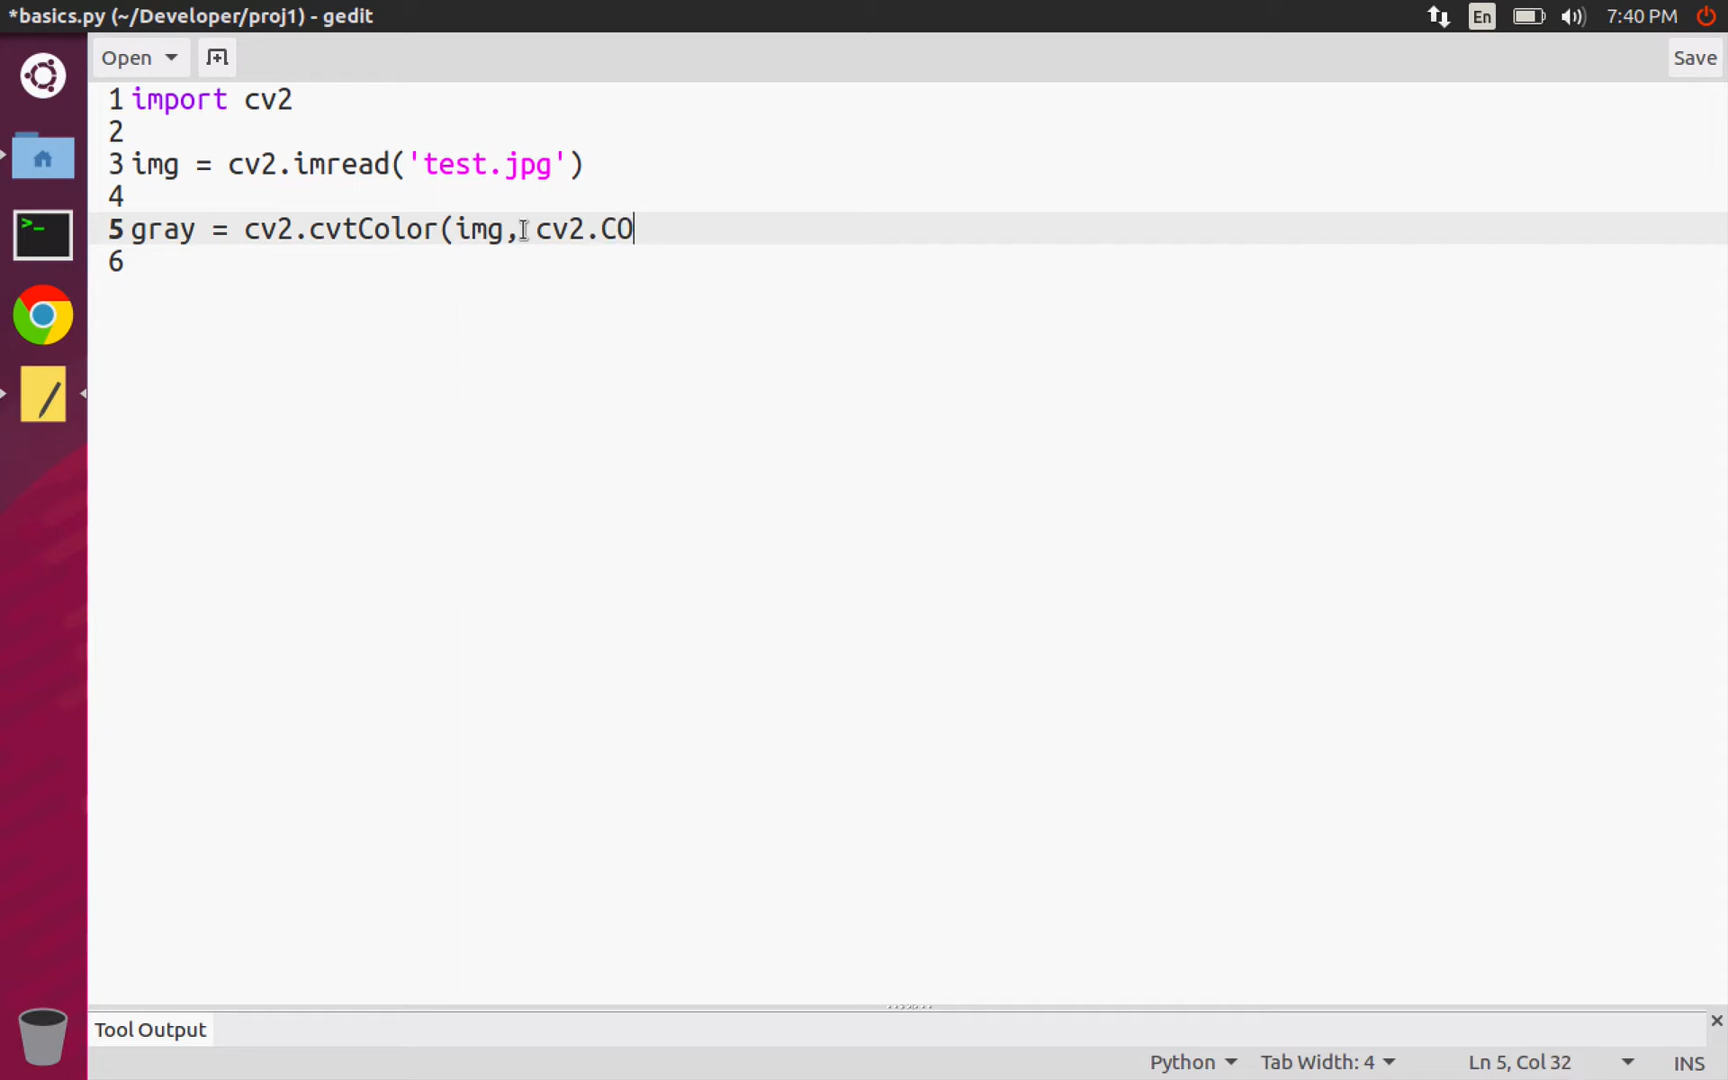 *basics.py (~/Developer/proj1) - gedit
En
7:40 PM
Open
Save
1 import cv2
2
3 img = cv2.imread('test.jpg')
4
5 gray = cv2.cvtColor(img, cv2.CO
6
Tool Output
Python
Tab Width: 4
Ln 5, Col 32
INS